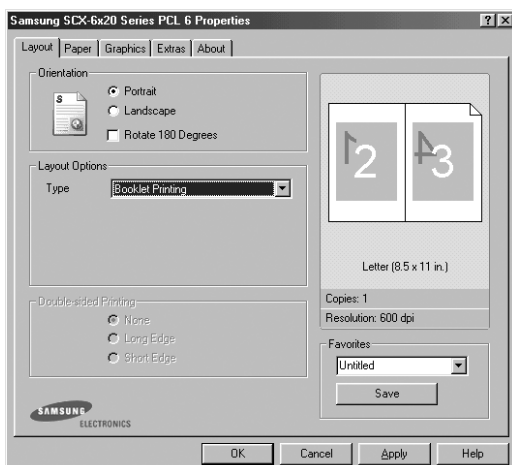 Samsung SCX-6x20 Series PCL 6 Properties
Layout Paper Graphics Extras About
Orientation
S
Portrait
Landscape
Rotate 180 Degrees
Layout Options
Type Booklet Printing
1 2 4 3
Letter (8.5 x 11 in.)
Double-sided Printing
None
Long Edge
Short Edge
Copies: 1
Resolution: 600 dpi
Favorites
Untitled
Save
SAMSUNG
ELECTRONICS
OK Cancel Apply Help